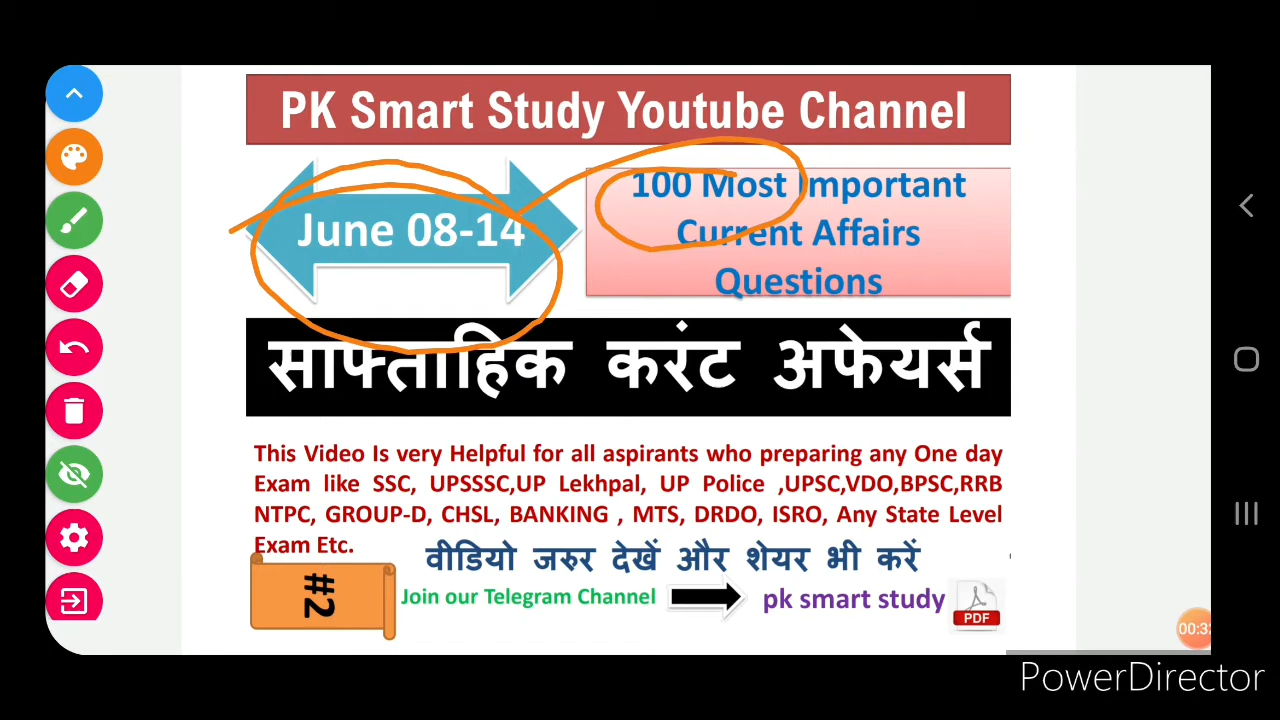 PK Smart Study Youtube Channel
June 08-14
100 Most Important
Current Affairs
Questions
साफ्ताहिक करंट अफेयर्स
This Video Is very Helpful for all aspirants who preparing any One day
Exam like SSC, UPSSSC,UP Lekhpal, UP Police ,UPSC,VDO,BPSC,RRB
NTPC, GROUP-D, CHSL, BANKING , MTS, DRDO, ISRO, Any State Level
Exam Etc.
वीडियो जरुर देखें और शेयर भी करें
#2
Join our Telegram Channel
pk smart study
PDF
PowerDirector